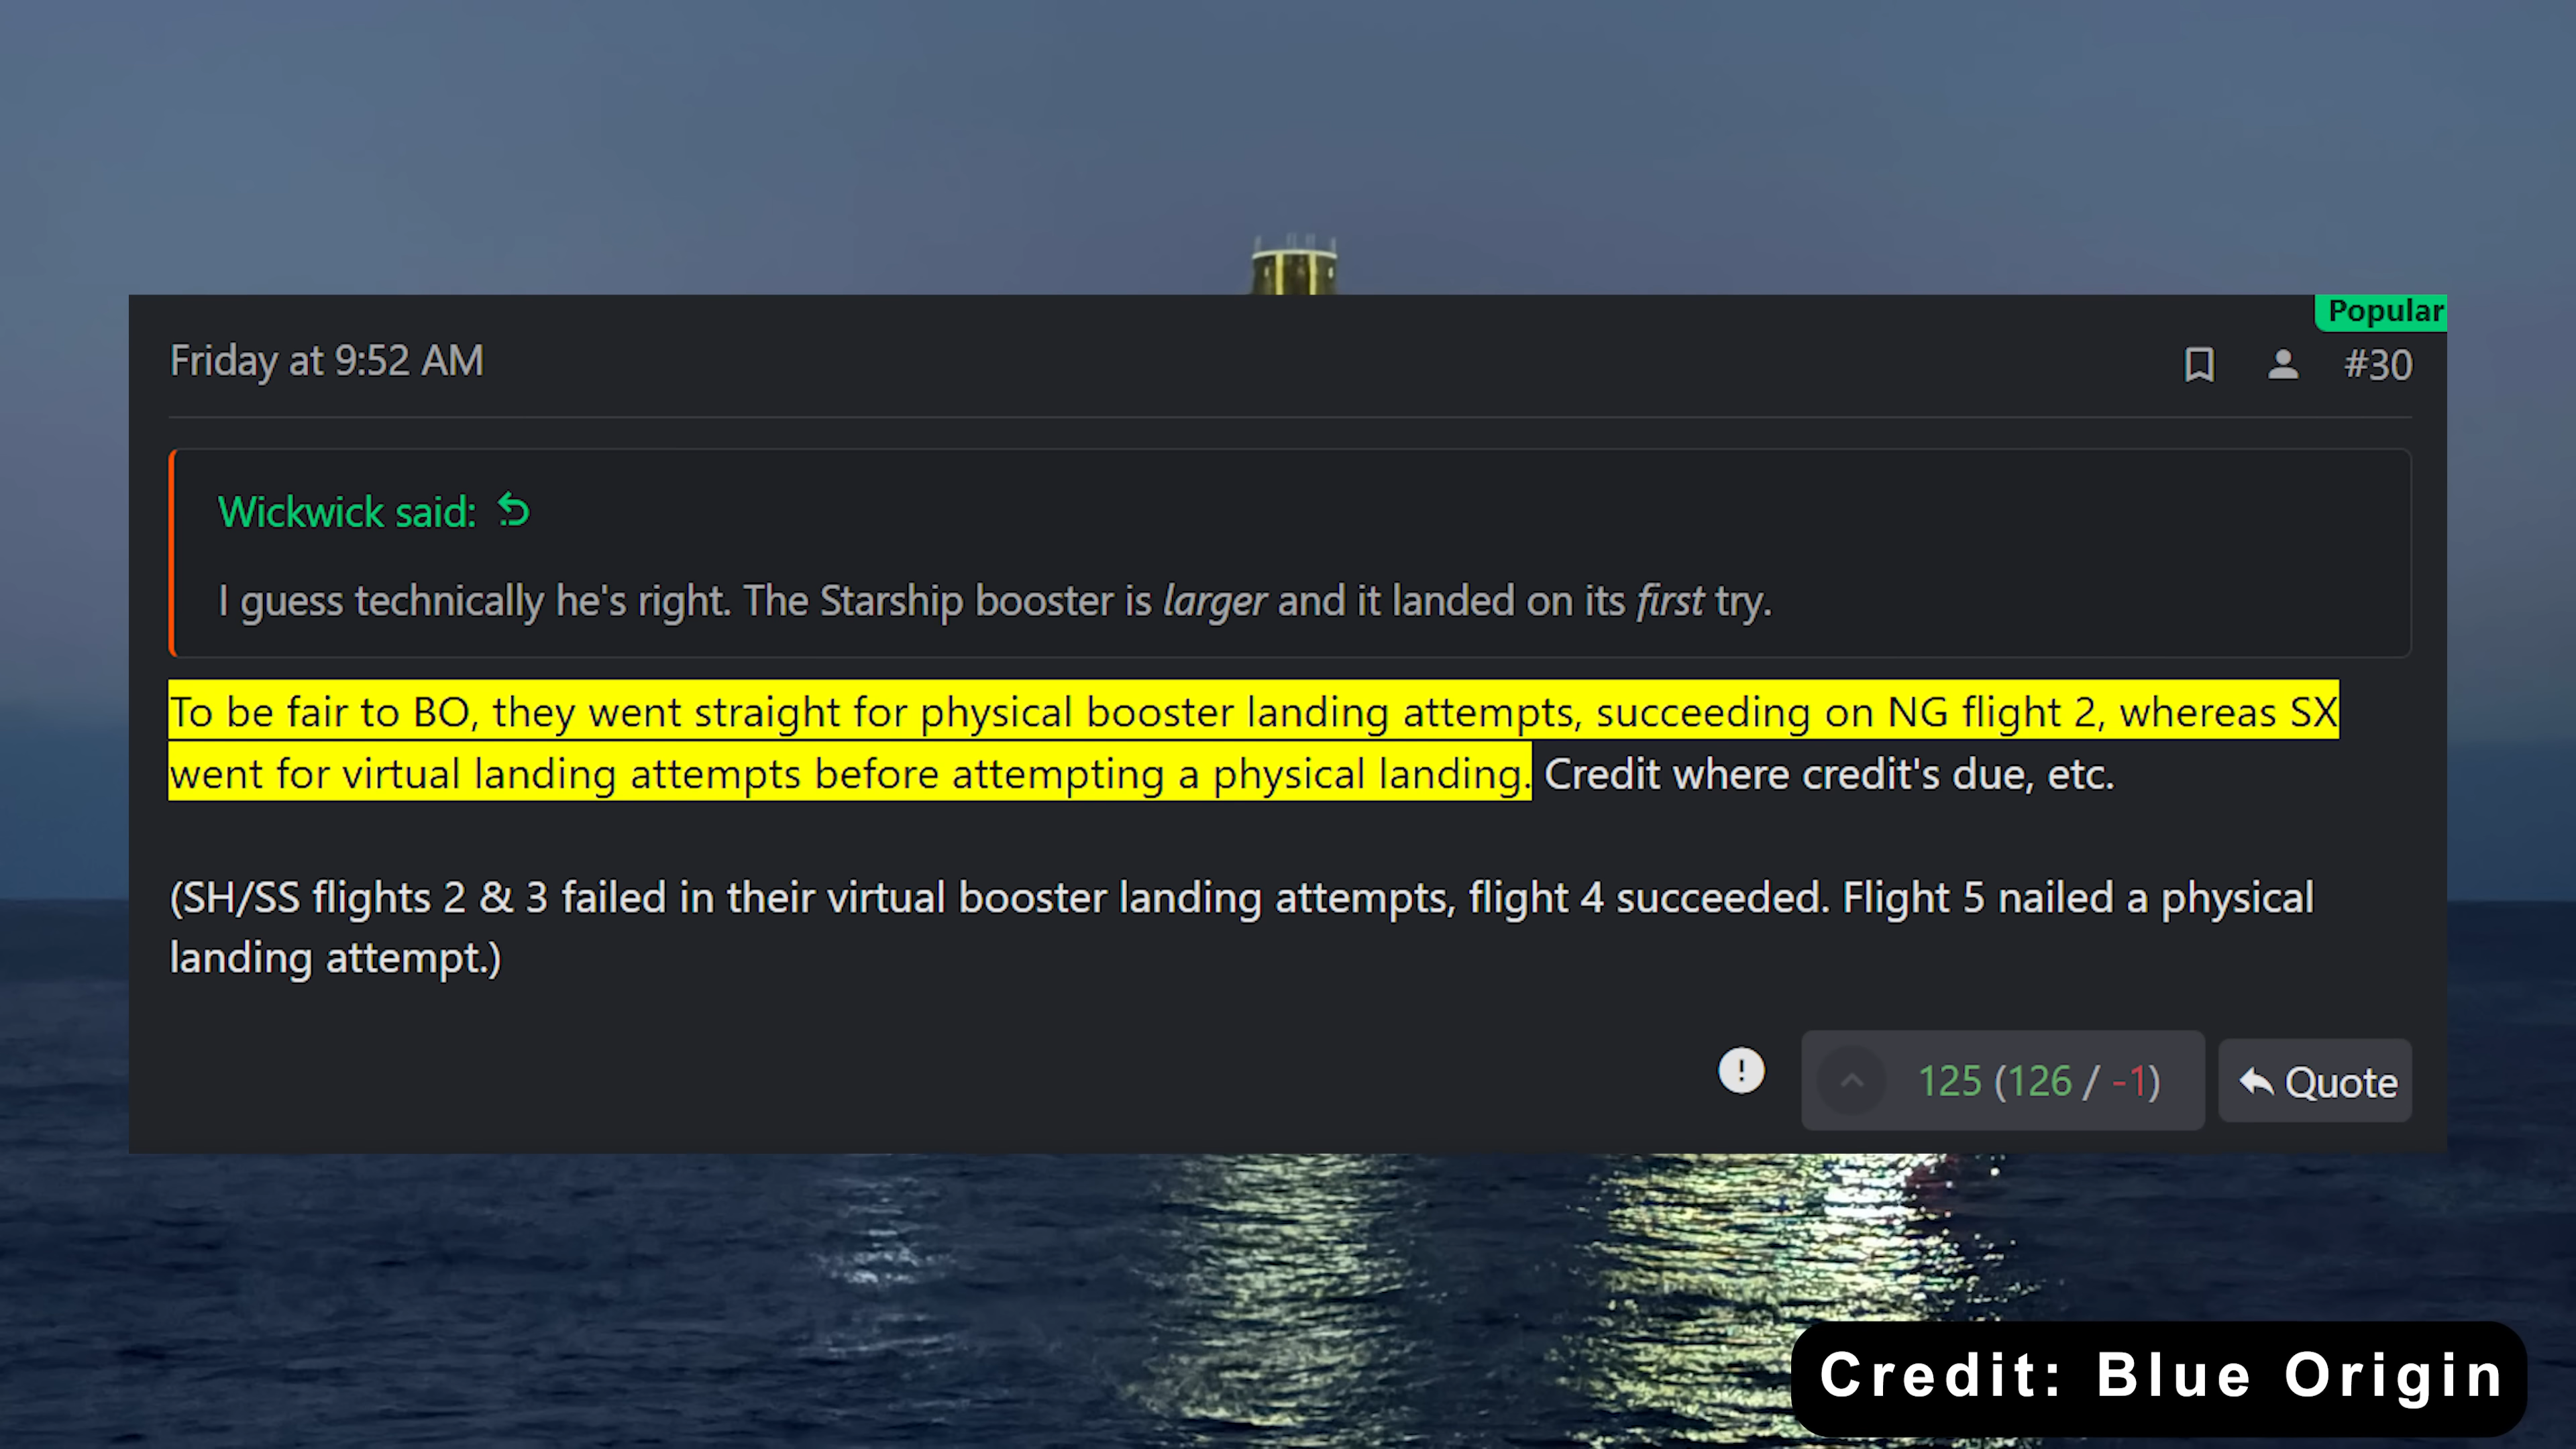 Popular
Friday at 9:52 AM
#30
Wickwick said:
I guess technically he's right. The Starship booster is larger and it landed on its first try.
To be fair to BO, they went straight for physical booster landing attempts, succeeding on NG flight 2, whereas SX
went for virtual landing attempts before attempting a physical landing. Credit where credit's due, etc.
(SH/SS flights 2 & 3 failed in their virtual booster landing attempts, flight 4 succeeded. Flight 5 nailed a physical
landing attempt.)
125 (126 / -1)
Quote
Credit: Blue Origin